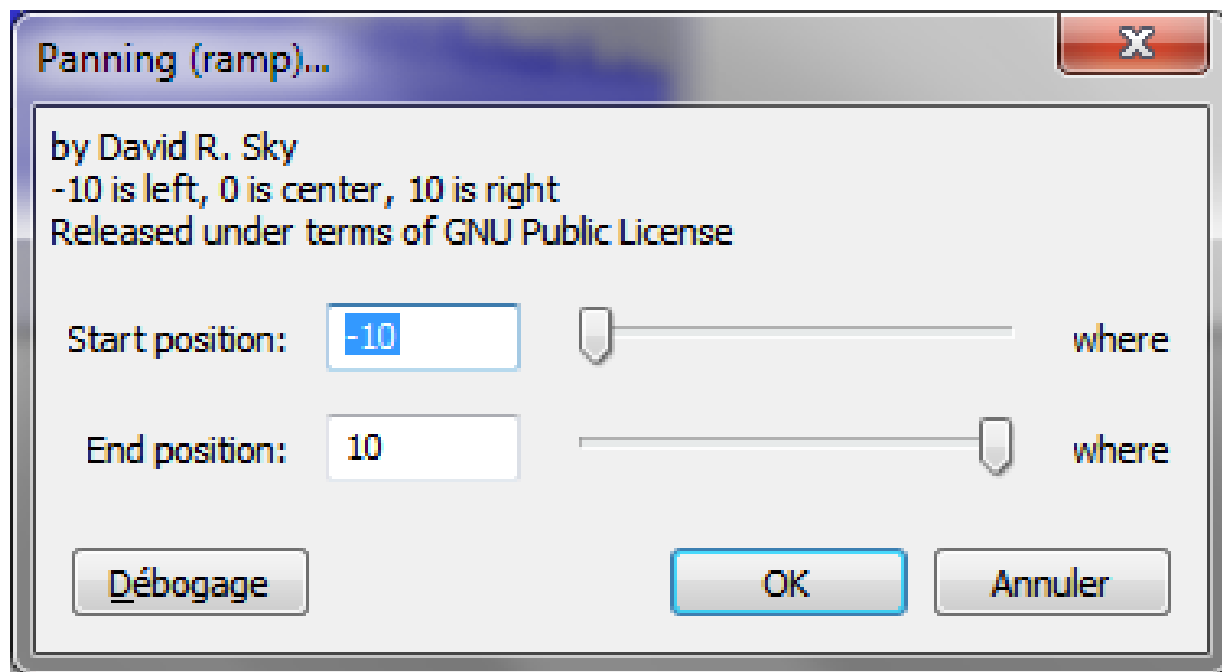 Panning (ramp)...
by David R. Sky
-10 is left, 0 is center, 10 is right
Released under terms of GNU Public License
Start position: -10 where
End position: 10 where
Débogage OK Annuler